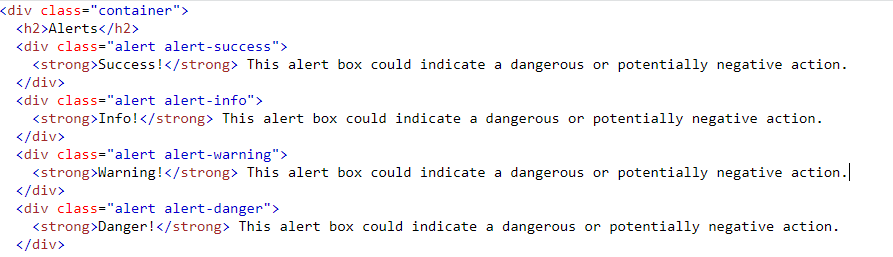 <div class="container">
  <h2>Alerts</h2>
  <div class="alert alert-success">
    <strong>Success!</strong> This alert box could indicate a dangerous or potentially negative action.
  </div>
  <div class="alert alert-info">
    <strong>Info!</strong> This alert box could indicate a dangerous or potentially negative action.
  </div>
  <div class="alert alert-warning">
    <strong>Warning!</strong> This alert box could indicate a dangerous or potentially negative action.
  </div>
  <div class="alert alert-danger">
    <strong>Danger!</strong> This alert box could indicate a dangerous or potentially negative action.
  </div>